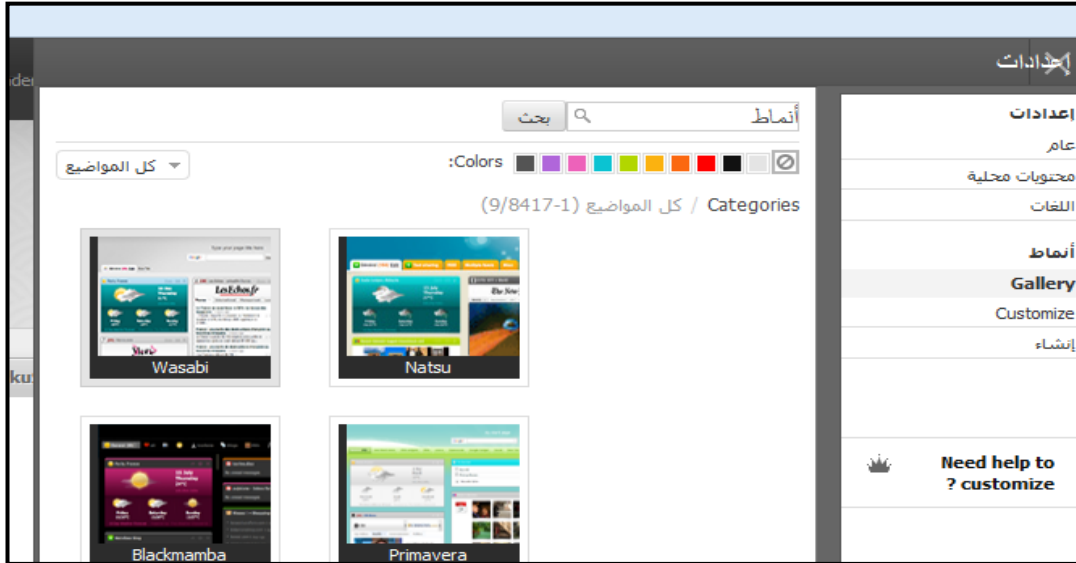 إعدادات
أنماط
بحث
Colors:
كل المواضيع
Categories / كل المواضيع (1-9/8417)
Wasabi
Natsu
Blackmamba
Primavera
إعدادات
عام
محتويات محلية
اللغات
أنماط
Gallery
Customize
إنشاء
Need help to
customize ?